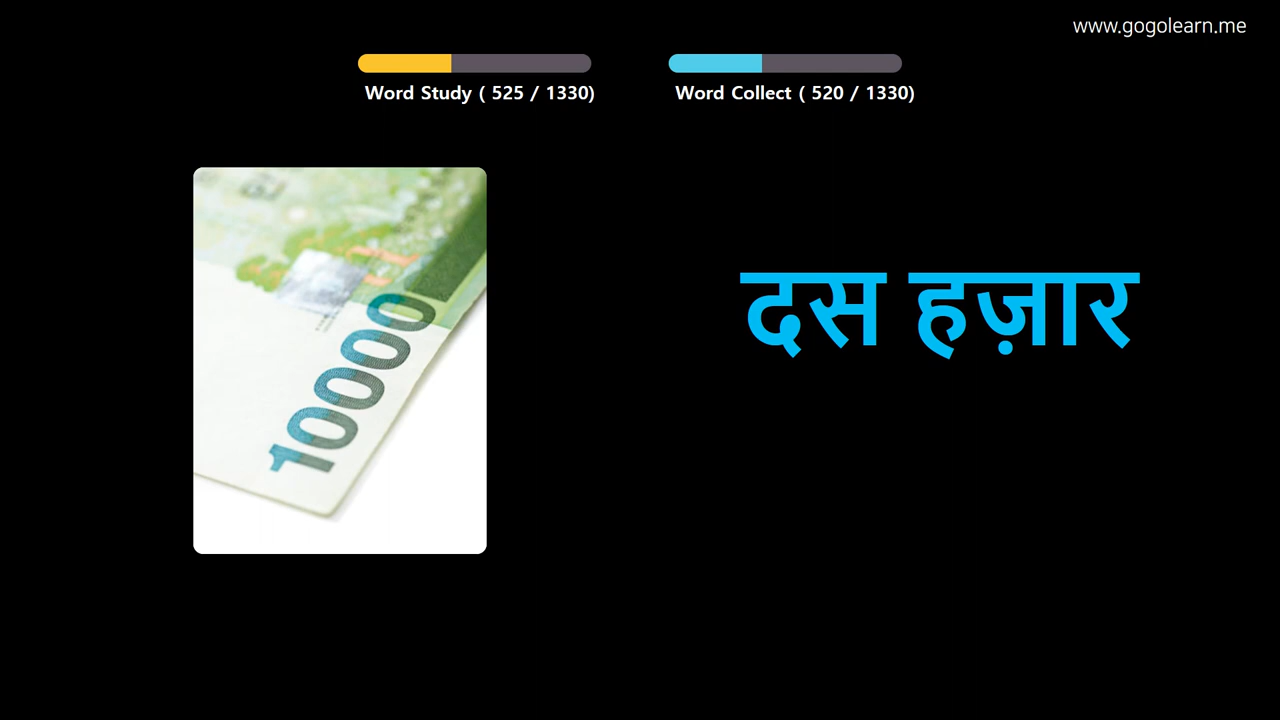 www.gogolearn.me
Word Study ( 525 / 1330)
Word Collect ( 520 / 1330)
दस हज़ार
10000